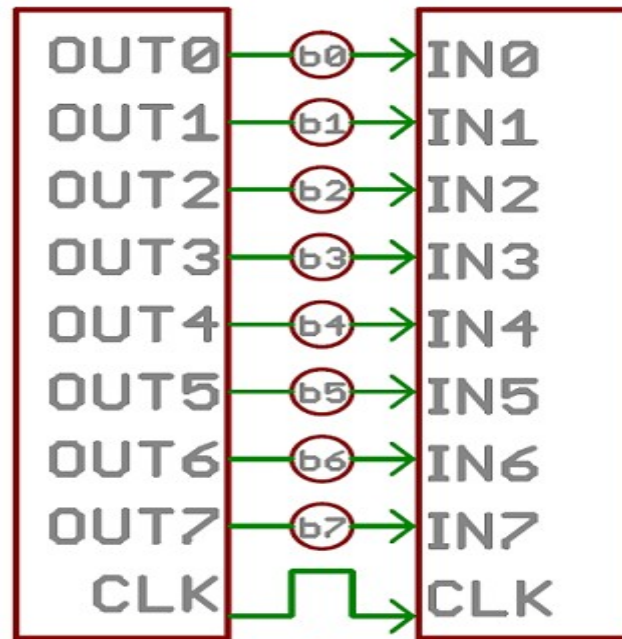 OUT0 b0 IN0
OUT1 b1 IN1
OUT2 b2 IN2
OUT3 b3 IN3
OUT4 b4 IN4
OUT5 b5 IN5
OUT6 b6 IN6
OUT7 b7 IN7
CLK CLK